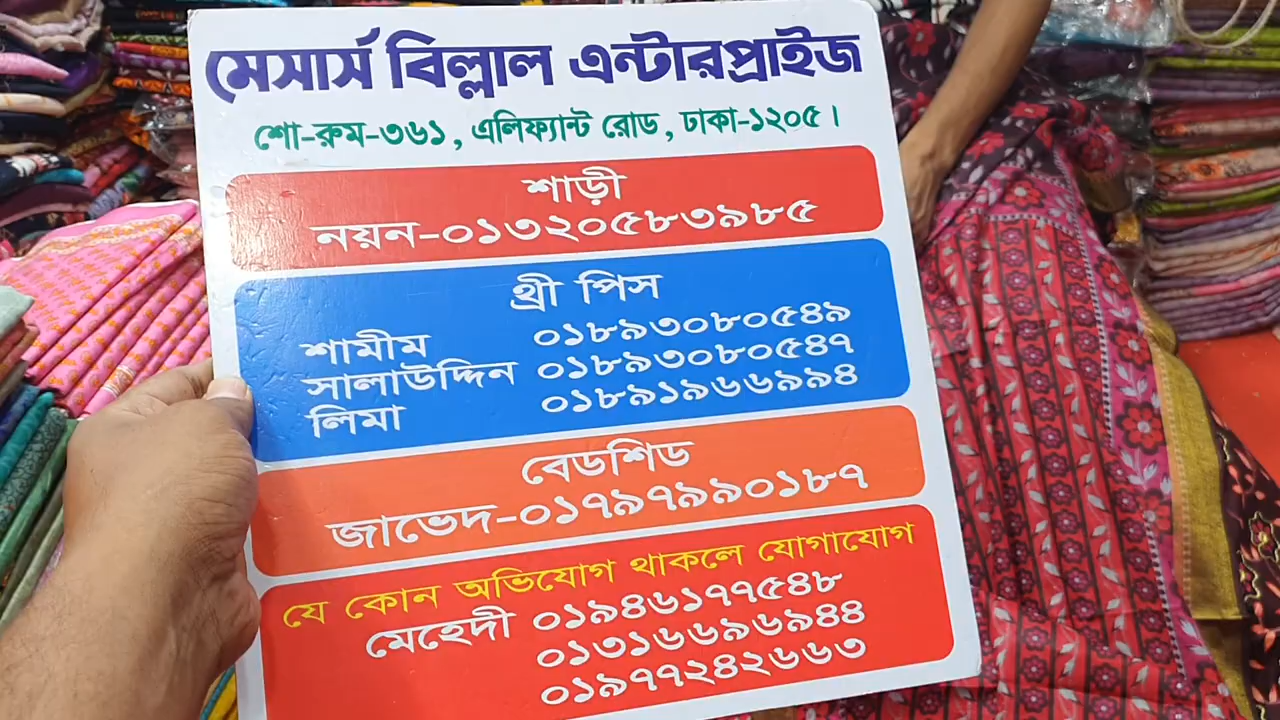 মেসার্স বিল্লাল এন্টারপ্রাইজ
শো-রুম-৩৬১, এলিফ্যান্ট রোড, ঢাকা-১২০৫।
শাড়ী
নয়ন-০১৩২০৫৮৩৯৮৫
থ্রী পিস
শামীম ০১৮৯৩০৮০৫৪৯
সালাউদ্দিন ০১৮৯৩০৮০৫৪৭
লিমা ০১৮৯১৯৬৬৯৯৪
বেডশিড
জাভেদ-০১৭৯৭৯৯০১৮৭
যে কোন অভিযোগ থাকলে যোগাযোগ
মেহেদী ০১৯৪৬১৭৭৫৪৮
০১৩১৬৬৯৬৯৪৪
০১৯৭৭২৪২৬৬৩